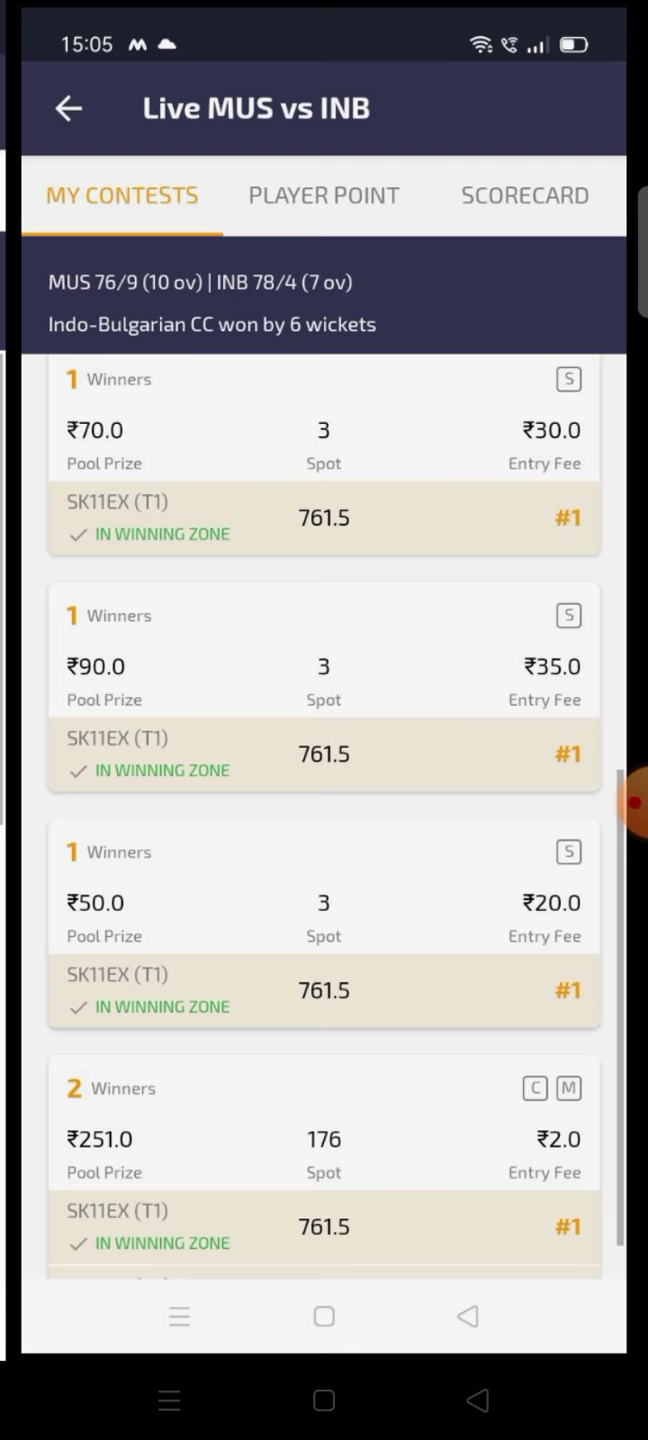 15:05
Live MUS vs INB
MY CONTESTS PLAYER POINT SCORECARD
MUS 76/9 (10 ov) | INB 78/4 (7 ov)
Indo-Bulgarian CC won by 6 wickets
1 Winners S
₹70.0 3 ₹30.0
Pool Prize Spot Entry Fee
SK11EX (T1) 761.5 #1
IN WINNING ZONE
1 Winners S
₹90.0 3 ₹35.0
Pool Prize Spot Entry Fee
SK11EX (T1) 761.5 #1
IN WINNING ZONE
1 Winners S
₹50.0 3 ₹20.0
Pool Prize Spot Entry Fee
SK11EX (T1) 761.5 #1
IN WINNING ZONE
2 Winners C M
₹251.0 176 ₹2.0
Pool Prize Spot Entry Fee
SK11EX (T1) 761.5 #1
IN WINNING ZONE